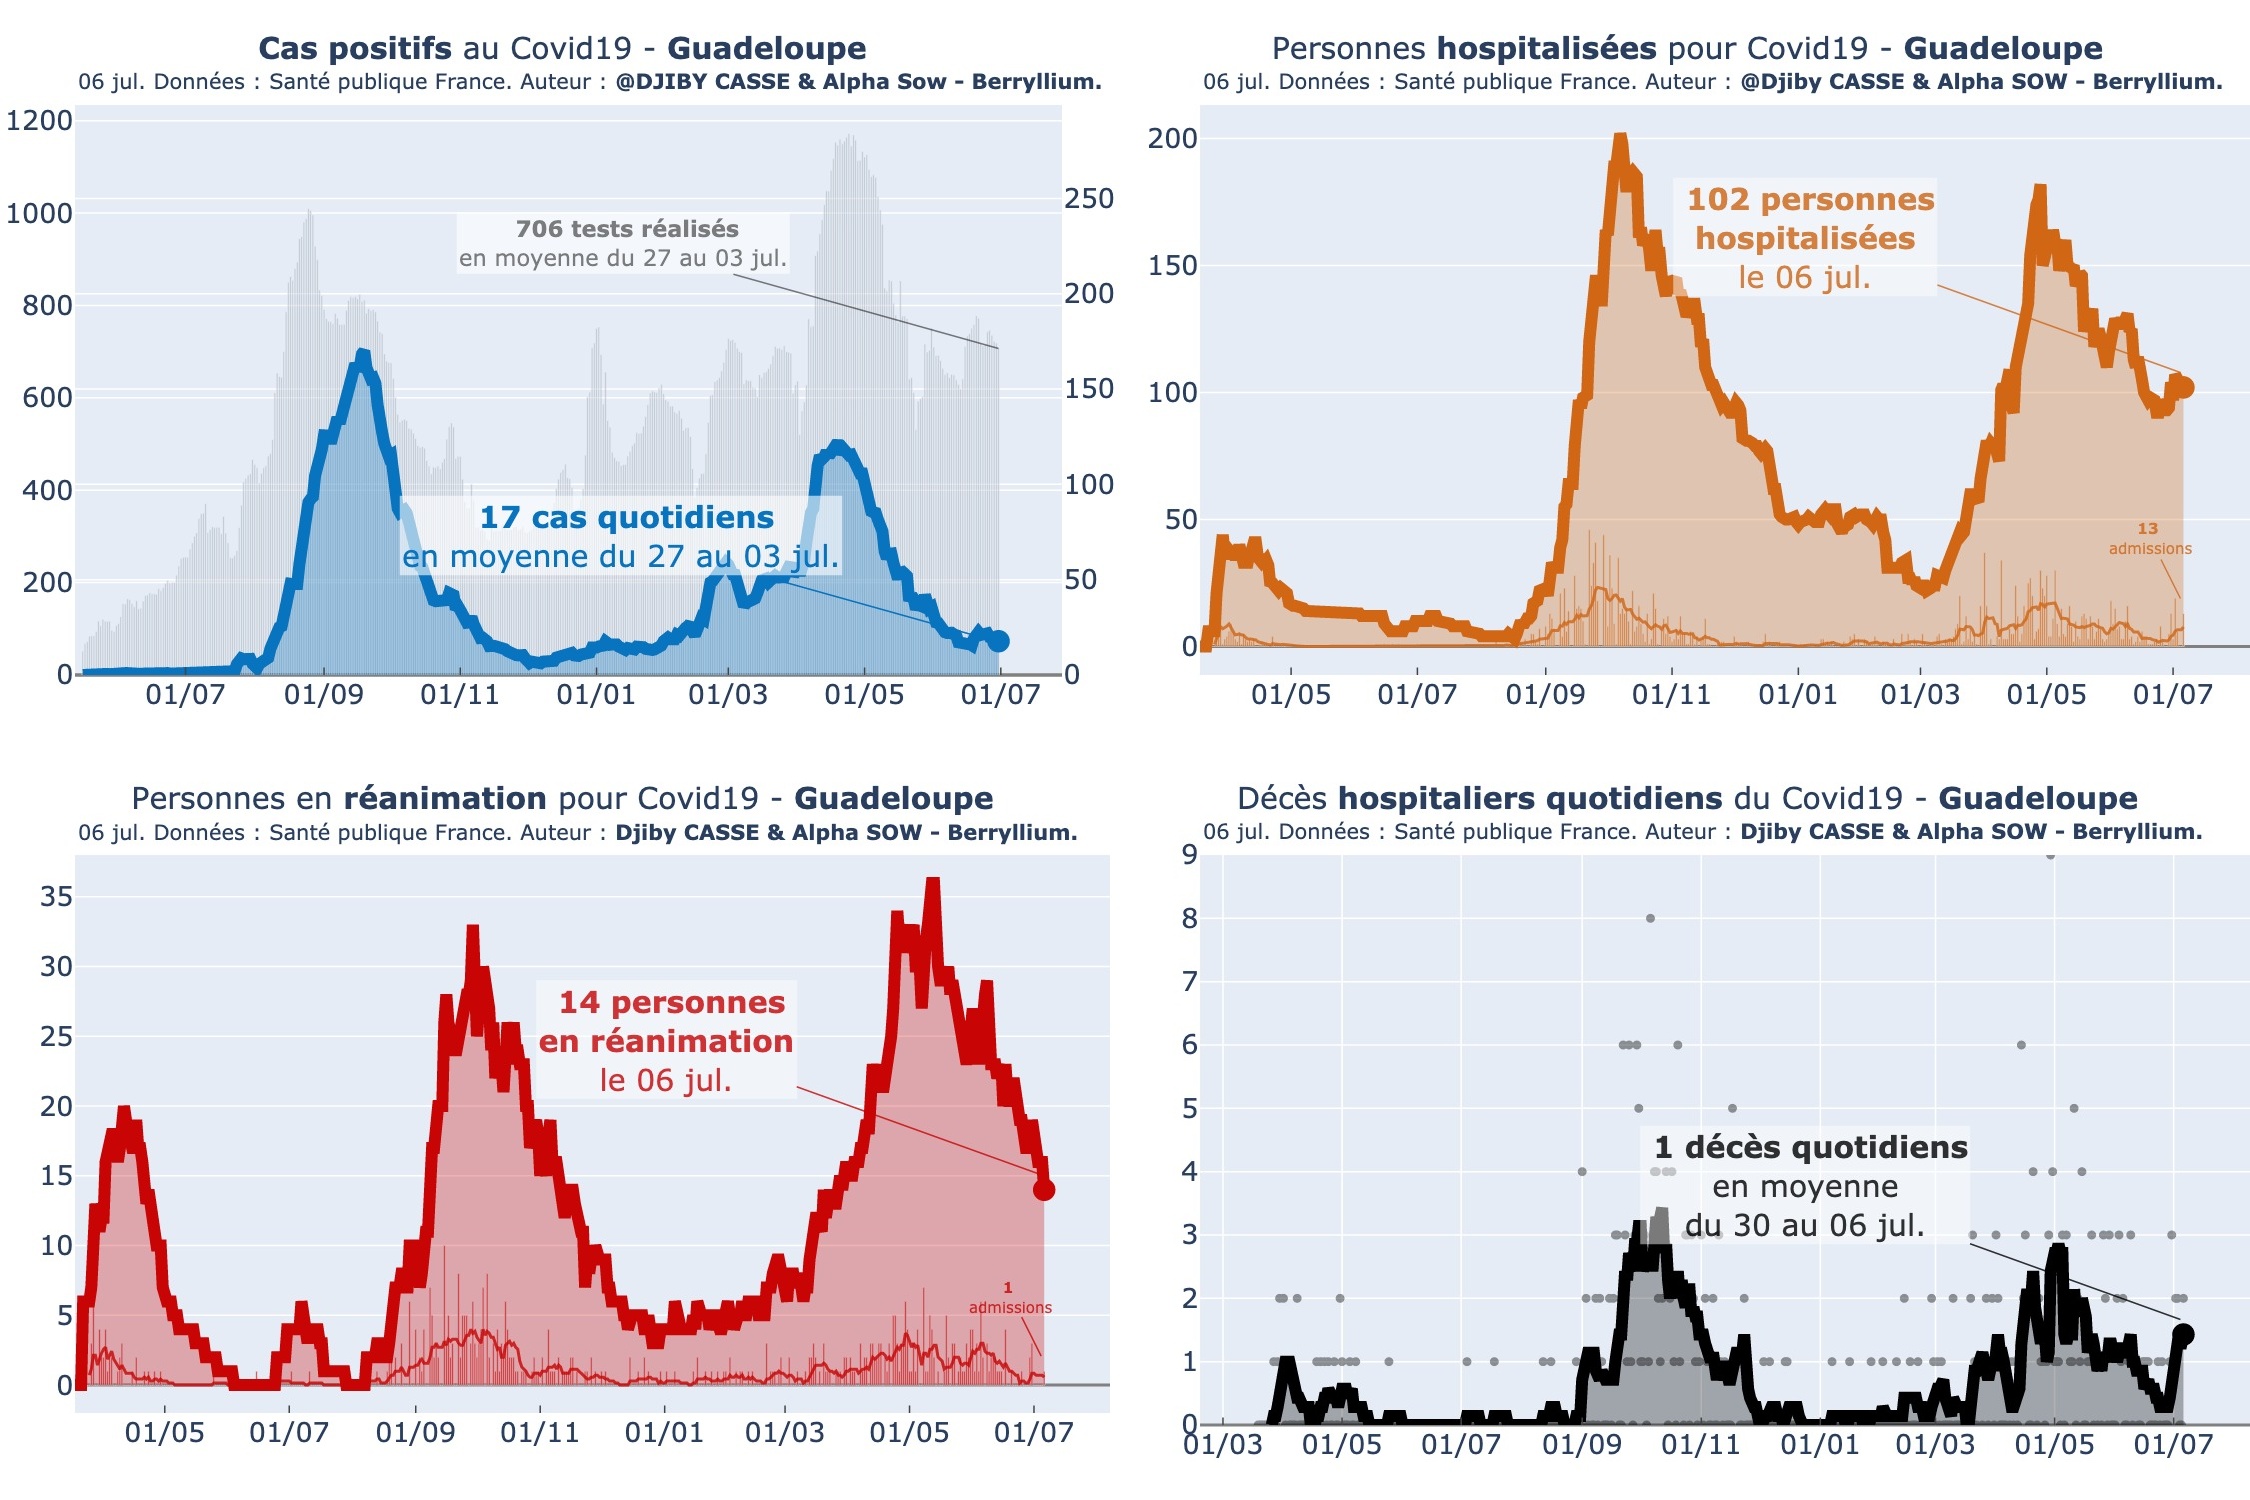 Cas positifs au Covid19 - Guadeloupe
06 jul. Données : Santé publique France. Auteur : @DJIBY CASSE & Alpha Sow - Berryllium.
1200
1000
800
600
400
200
0
250
200
150
100
50
0
706 tests réalisés
en moyenne du 27 au 03 jul.
17 cas quotidiens
en moyenne du 27 au 03 jul.
01/07 01/09 01/11 01/01 01/03 01/05 01/07
Personnes hospitalisées pour Covid19 - Guadeloupe
06 jul. Données : Santé publique France. Auteur : @Djiby CASSE & Alpha SOW - Berryllium.
200
150
100
50
0
102 personnes
hospitalisées
le 06 jul.
13
admissions
01/05 01/07 01/09 01/11 01/01 01/03 01/05 01/07
Personnes en réanimation pour Covid19 - Guadeloupe
06 jul. Données : Santé publique France. Auteur : Djiby CASSE & Alpha SOW - Berryllium.
35
30
25
20
15
10
5
0
14 personnes
en réanimation
le 06 jul.
1
admissions
01/05 01/07 01/09 01/11 01/01 01/03 01/05 01/07
Décès hospitaliers quotidiens du Covid19 - Guadeloupe
06 jul. Données : Santé publique France. Auteur : Djiby CASSE & Alpha SOW - Berryllium.
9
8
7
6
5
4
3
2
1
0
1 décès quotidiens
en moyenne
du 30 au 06 jul.
01/03 01/05 01/07 01/09 01/11 01/01 01/03 01/05 01/07